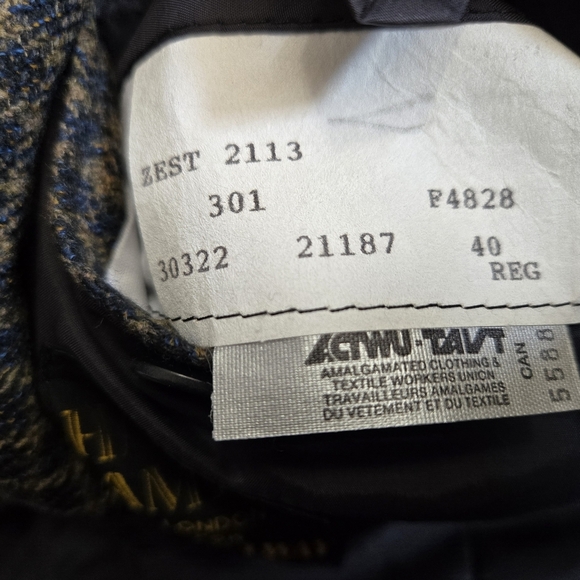 ZEST 2113
301 F4828
30322 21187 40
REG
ACTWU-TAVT
AMALGAMATED CLOTHING &
TEXTILE WORKERS UNION
TRAVAILLEURS AMALGAMES
DU VETEMENT ET DU TEXTILE
CAN
5588
LONDON